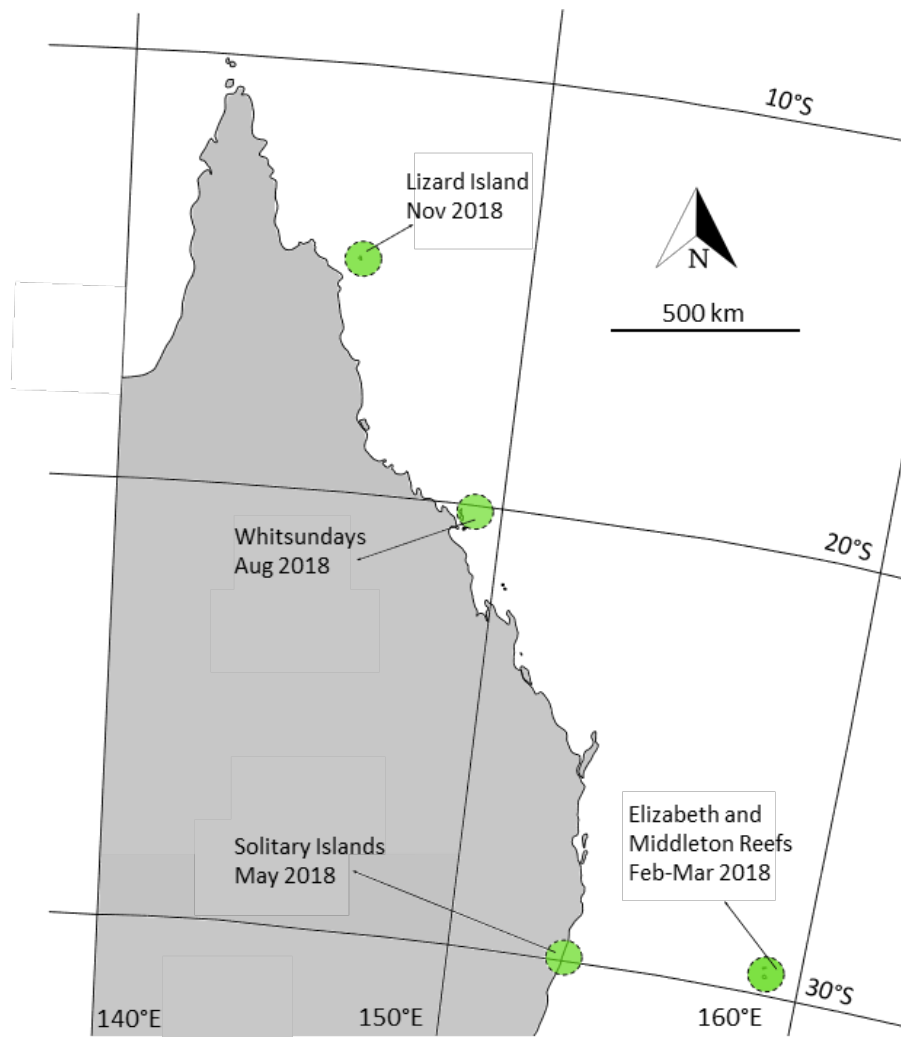 10°S
Lizard Island
Nov 2018
N
500 km
20°S
Whitsundays
Aug 2018
Elizabeth and
Middleton Reefs
Feb-Mar 2018
Solitary Islands
May 2018
30°S
140°E
150°E
160°E